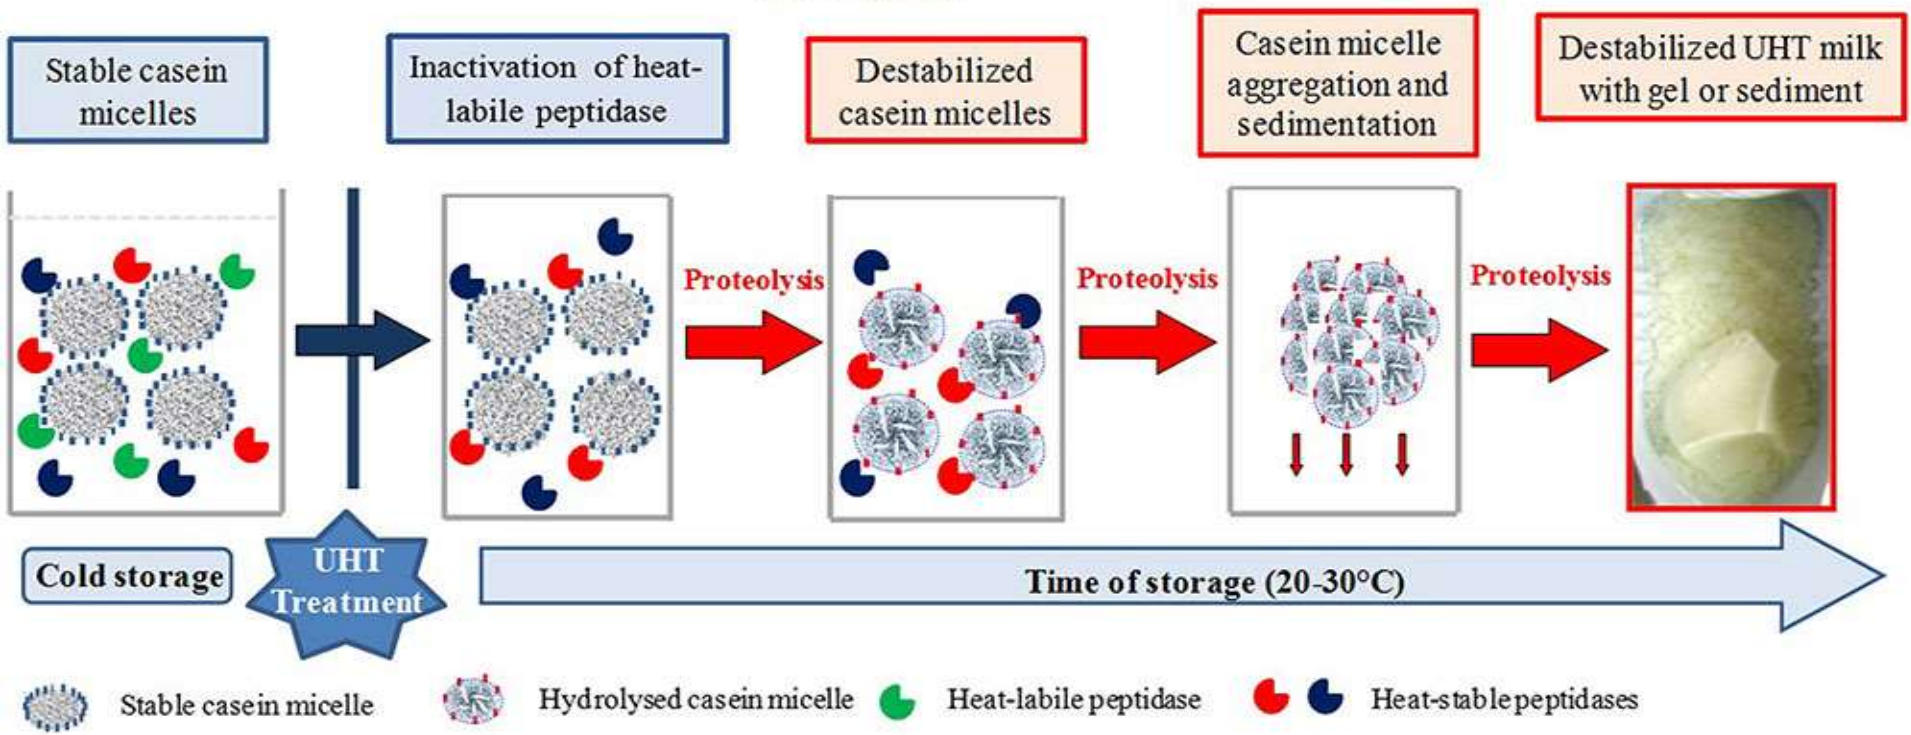 Stable casein
micelles
Inactivation of heat-
labile peptidase
Destabilized
casein micelles
Casein micelle
aggregation and
sedimentation
Destabilized UHT milk
with gel or sediment
Proteolysis
Proteolysis
Proteolysis
Cold storage
UHT
Treatment
Time of storage (20-30°C)
Stable casein micelle
Hydrolysed casein micelle
Heat-labile peptidase
Heat-stable peptidases